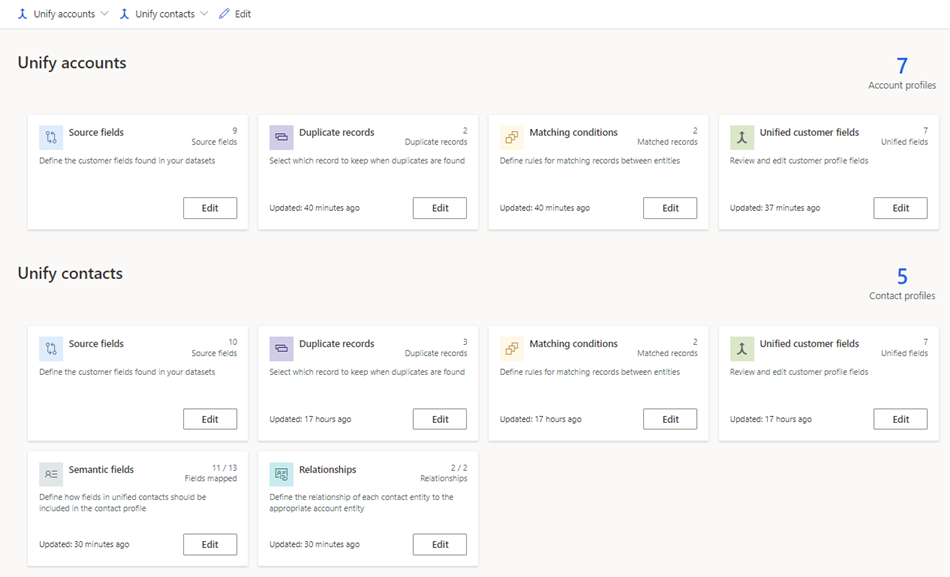 Unify accounts Unify contacts Edit
Unify accounts
7
Account profiles
Source fields
9
Source fields
Define the customer fields found in your datasets
Edit
Duplicate records
2
Duplicate records
Select which record to keep when duplicates are found
Updated: 40 minutes ago
Edit
Matching conditions
2
Matched records
Define rules for matching records between entities
Updated: 40 minutes ago
Edit
Unified customer fields
7
Unified fields
Review and edit customer profile fields
Updated: 37 minutes ago
Edit
Unify contacts
5
Contact profiles
Source fields
10
Source fields
Define the customer fields found in your datasets
Edit
Duplicate records
3
Duplicate records
Select which record to keep when duplicates are found
Updated: 17 hours ago
Edit
Matching conditions
2
Matched records
Define rules for matching records between entities
Updated: 17 hours ago
Edit
Unified customer fields
7
Unified fields
Review and edit customer profile fields
Updated: 17 hours ago
Edit
Semantic fields
11 / 13
Fields mapped
Define how fields in unified contacts should be
included in the contact profile
Updated: 30 minutes ago
Edit
Relationships
2 / 2
Relationships
Define the relationship of each contact entity to the
appropriate account entity
Updated: 30 minutes ago
Edit